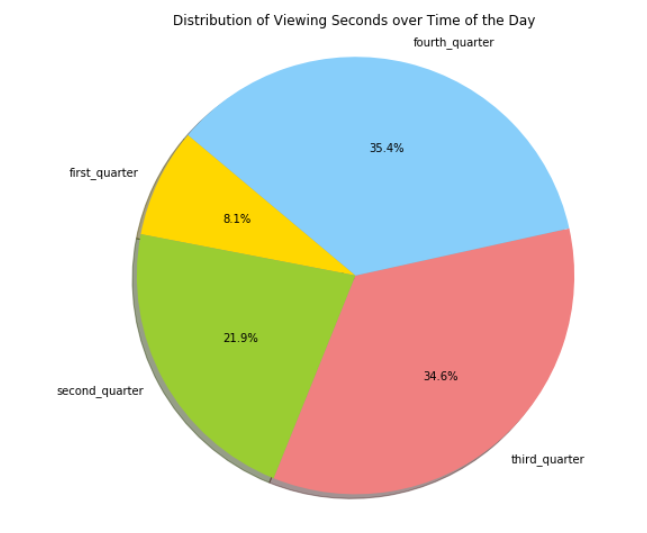 Distribution of Viewing Seconds over Time of the Day
fourth_quarter
35.4%
first_quarter
8.1%
21.9%
34.6%
second_quarter
third_quarter